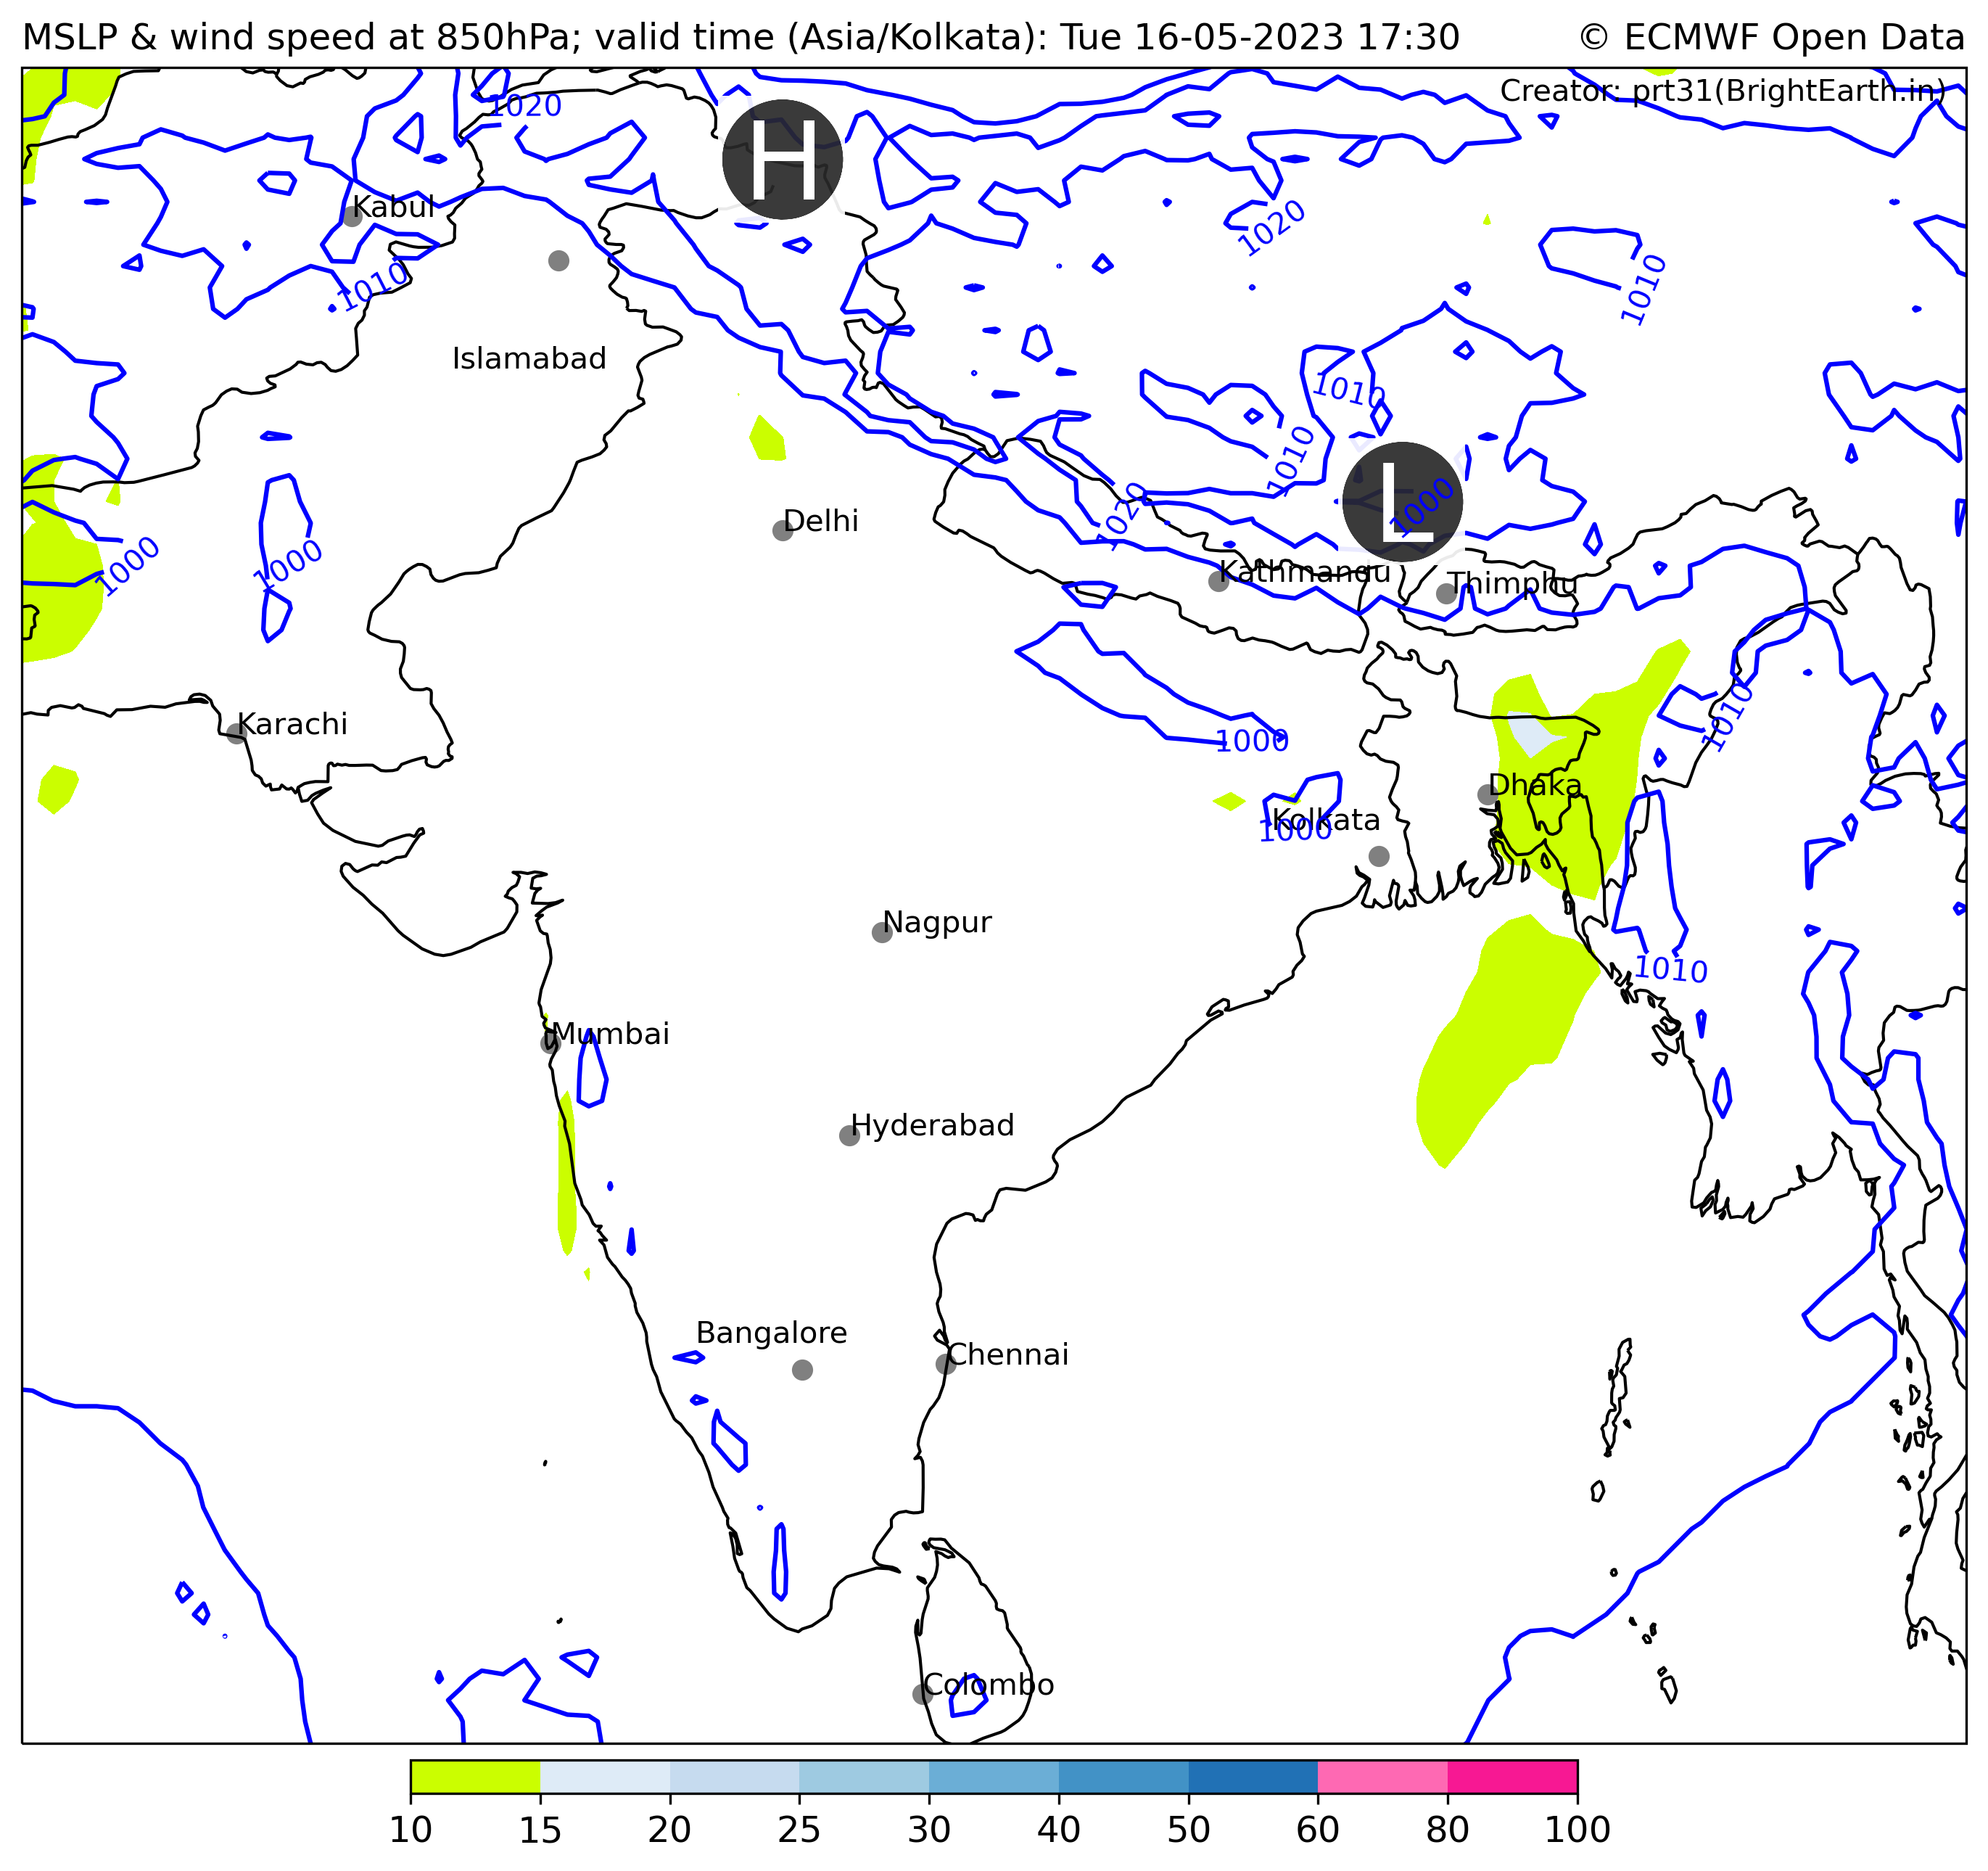 MSLP & wind speed at 850hPa; valid time (Asia/Kolkata): Tue 16-05-2023 17:30
© ECMWF Open Data
Creator: prt31(BrightEarth.in)
1020
H
Kabul
1020
1010
1010
Islamabad
1010
1010
L
1000
1020
Delhi
1000
1000
Kathmandu
Thimphu
Karachi
1010
1000
Dhaka
Kolkata
1000
Nagpur
1010
Mumbai
Hyderabad
Bangalore
Chennai
Colombo
10 15 20 25 30 40 50 60 80 100